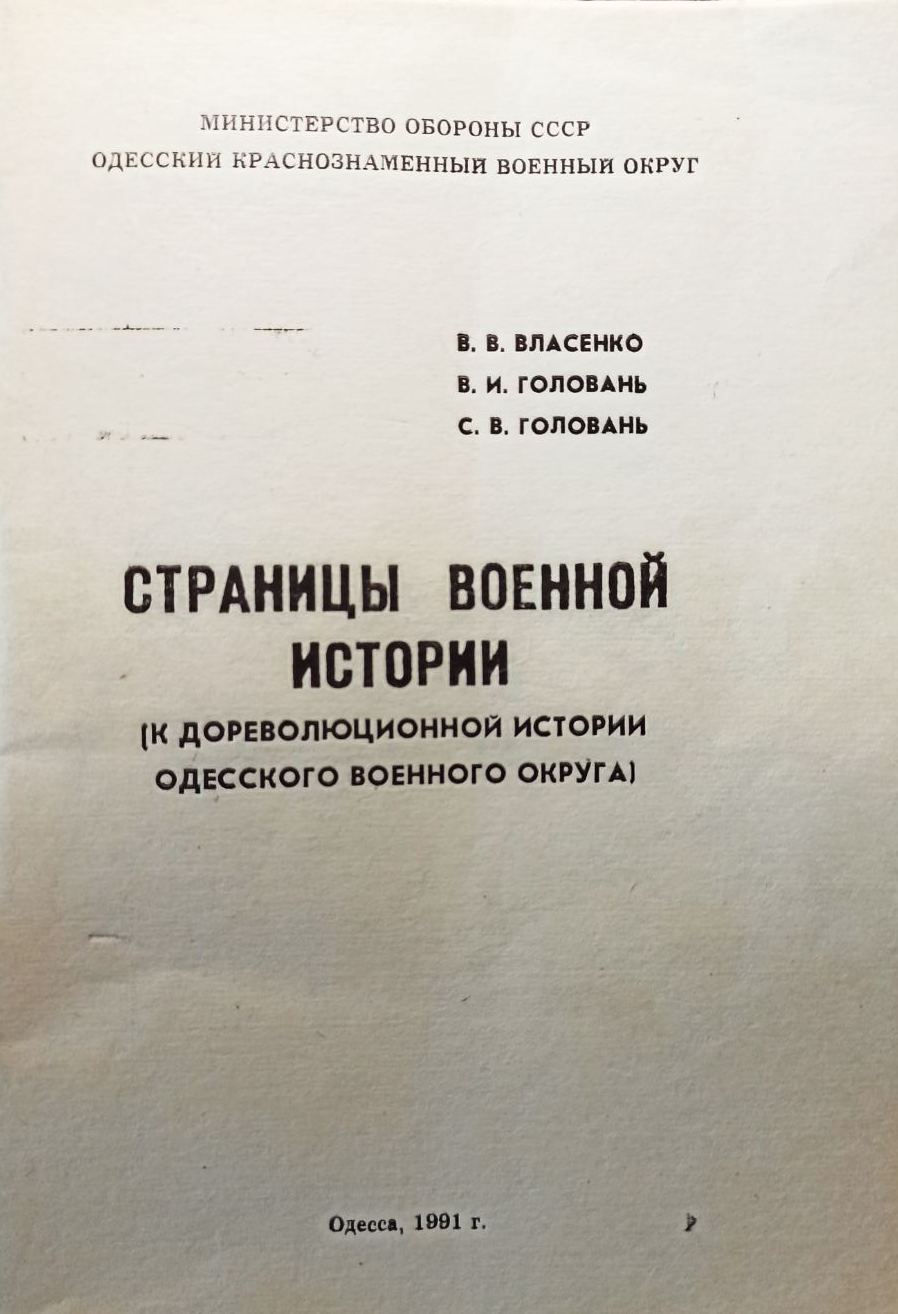 МИНИСТЕРСТВО ОБОРОНЫ СССР
ОДЕССКИЙ КРАСНОЗНАМЕННЫЙ ВОЕННЫЙ ОКРУГ
В. В. ВЛАСЕНКО
В. И. ГОЛОВАНЬ
С. В. ГОЛОВАНЬ
СТРАНИЦЫ ВОЕННОЙ
ИСТОРИИ
(К ДОРЕВОЛЮЦИОННОЙ ИСТОРИИ
ОДЕССКОГО ВОЕННОГО ОКРУГА)
Одесса, 1991 г.